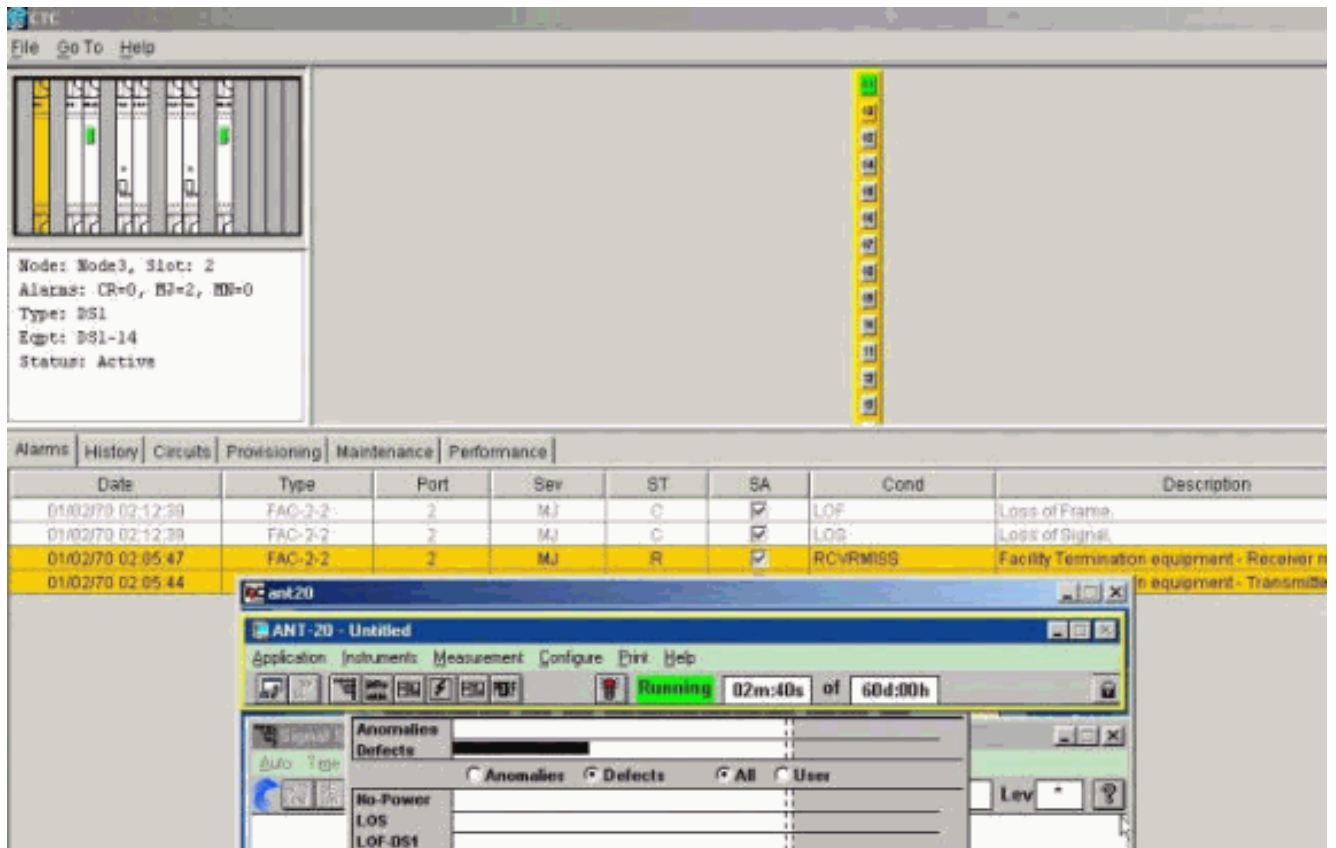 CTC
File Go To Help
Node: Node3, Slot: 2
Alarms: CR=0, MJ=2, MN=0
Type: DS1
Eqpt: DS1-14
Status: Active
11
12
13
Alarms History Circuits Provisioning Maintenance Performance
Date Type Port Sev ST SA Cond Description
01/02/70 02:12:39 FAC-2-2 2 MJ C LOF Loss of Frame.
01/02/70 02:12:39 FAC-2-2 2 MJ C LOS Loss of Signal.
01/02/70 02:05:47 FAC-2-2 2 MJ R RCVRMISS Facility Termination equipment - Receiver m
01/02/70 02:05:44 n equipment - Transmitte
ant20
ANT-20 - Untitled
Application Instruments Measurement Configure Print Help
Running 02m:40s of 60d:00h
Signal
Anomalies
Defects
Auto Time
Anomalies Defects All User
No-Power
Lev *
LOS
LOF-DS1